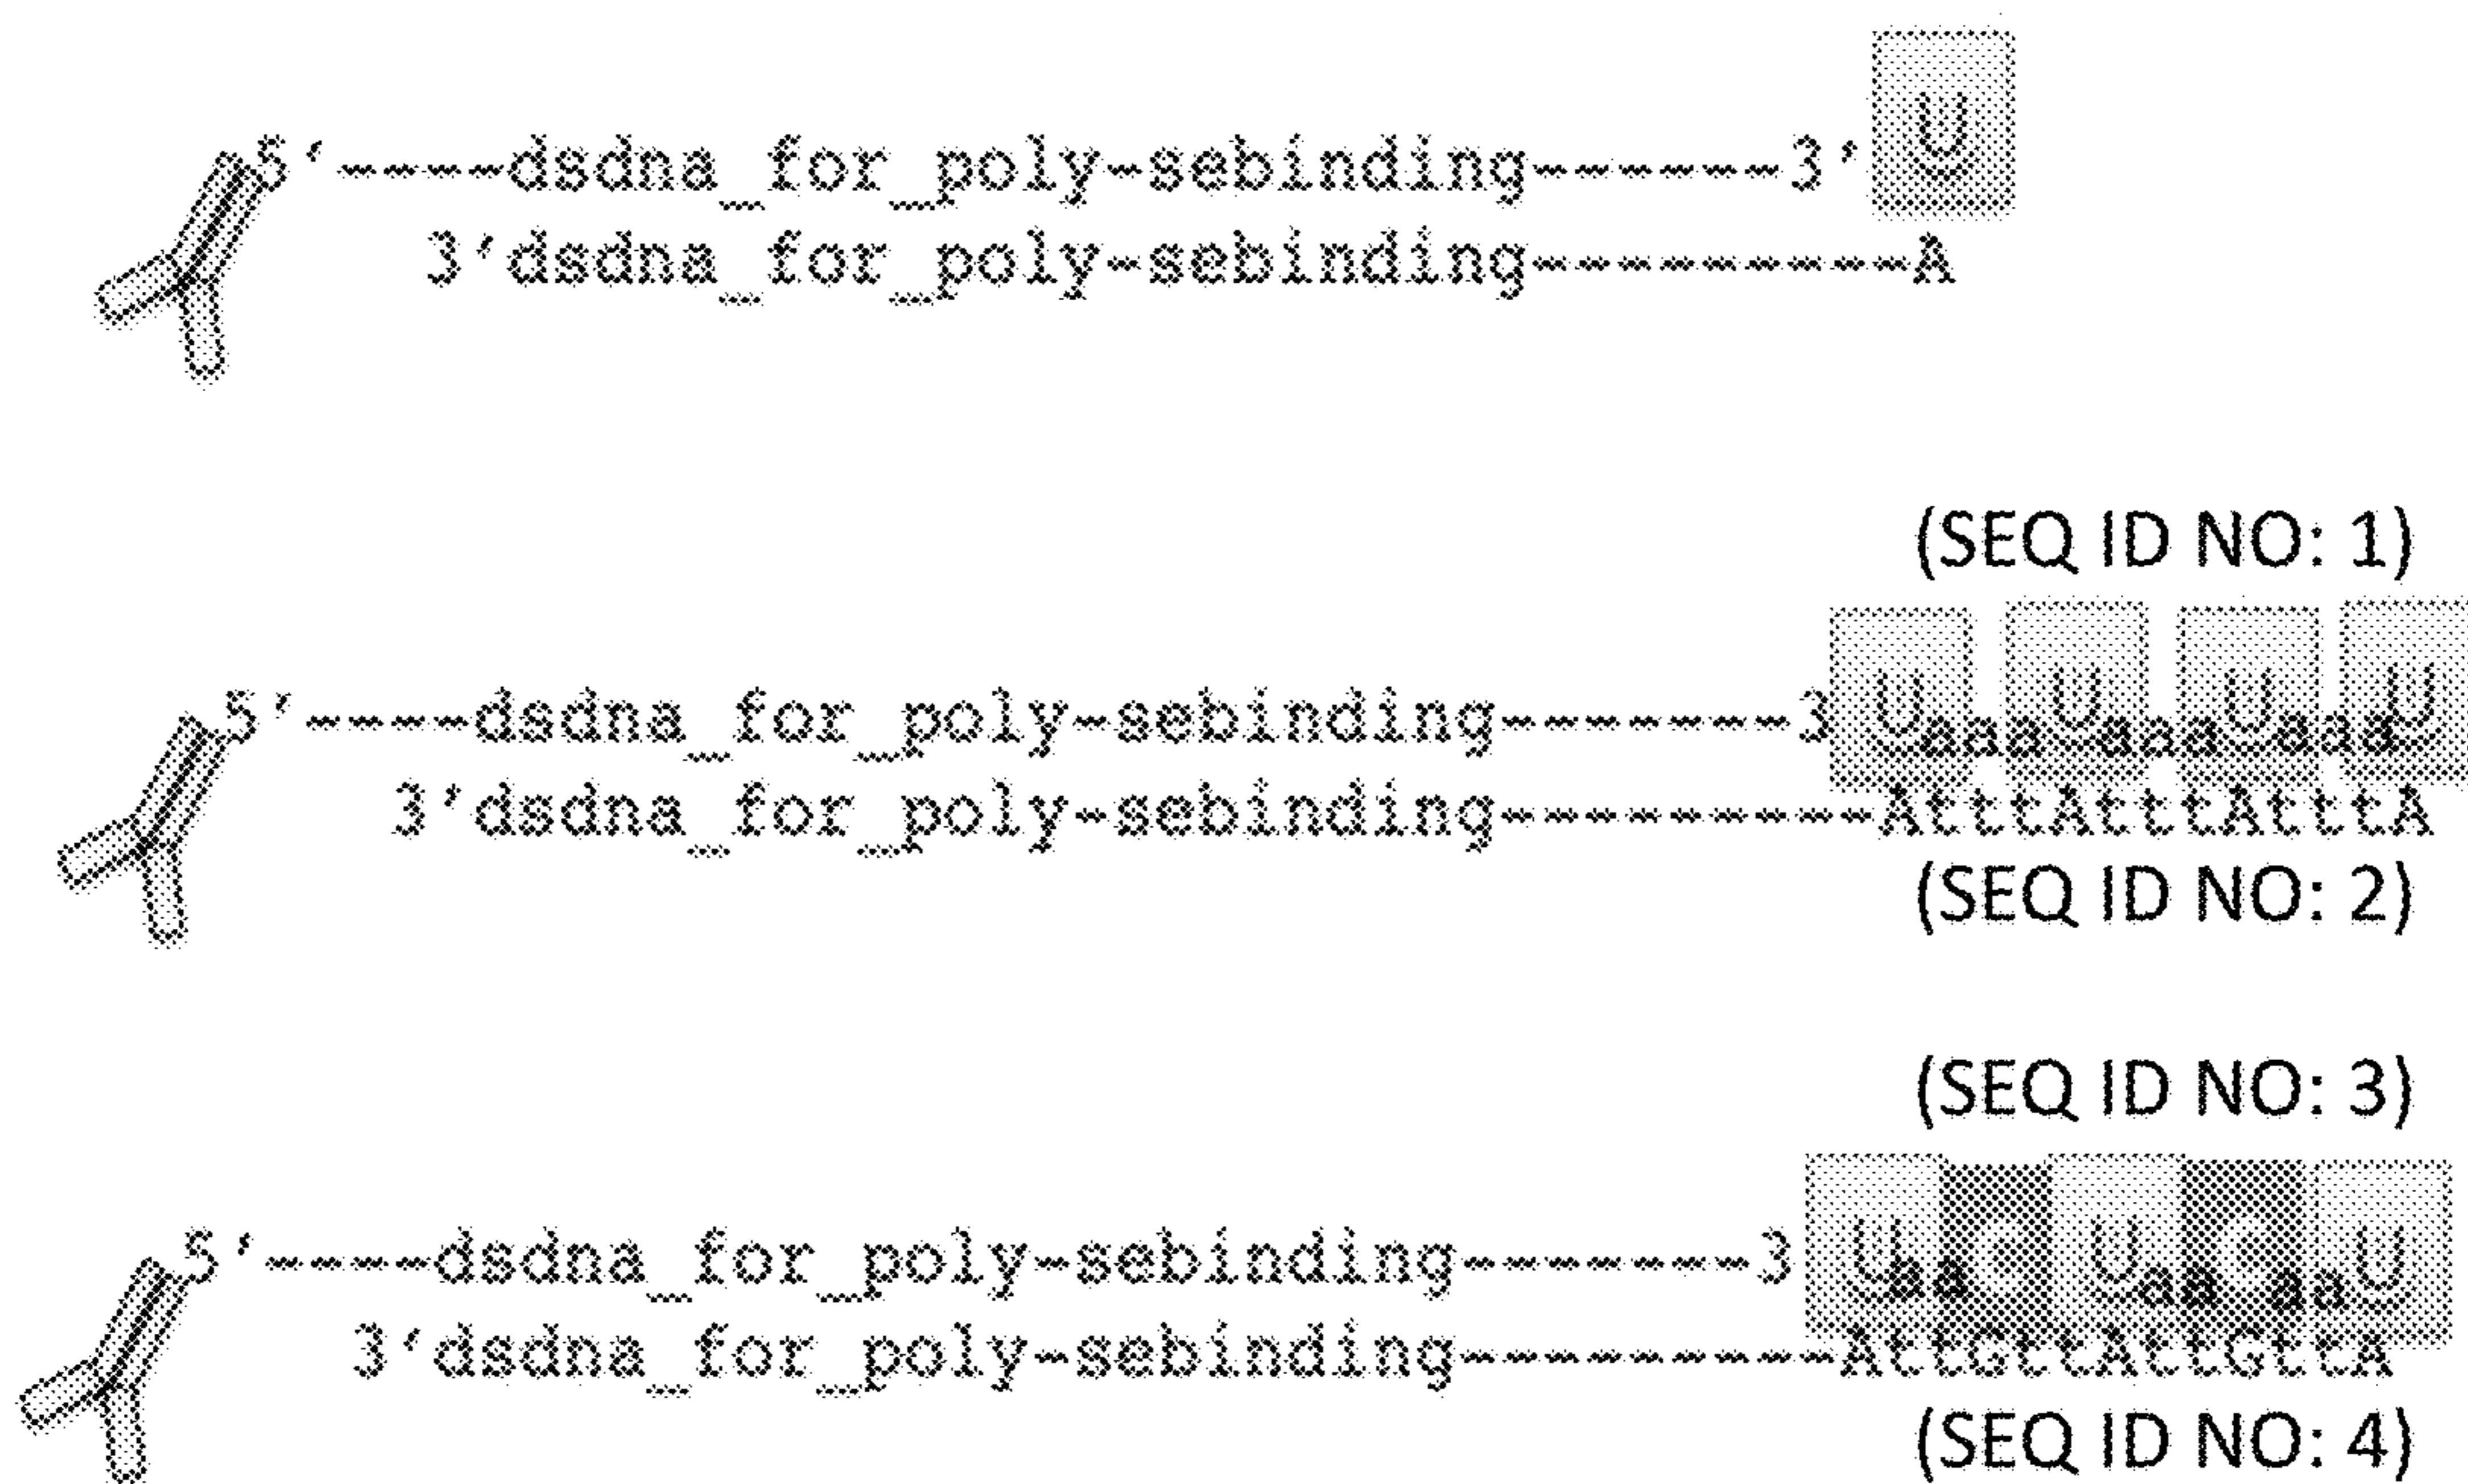 5'----dsdna_for_poly-sebinding------3' U
3'dsdna_for_poly-sebinding---------A
(SEQ ID NO: 1)
5'----dsdna_for_poly-sebinding-------3 UaaaUaaaUaaaU
3'dsdna_for_poly-sebinding---------AtttAtttAtttA
(SEQ ID NO: 2)
(SEQ ID NO: 3)
5'----dsdna_for_poly-sebinding-------3 Uaa Uaa aaU
3'dsdna_for_poly-sebinding---------AttGttAttGttA
(SEQ ID NO: 4)